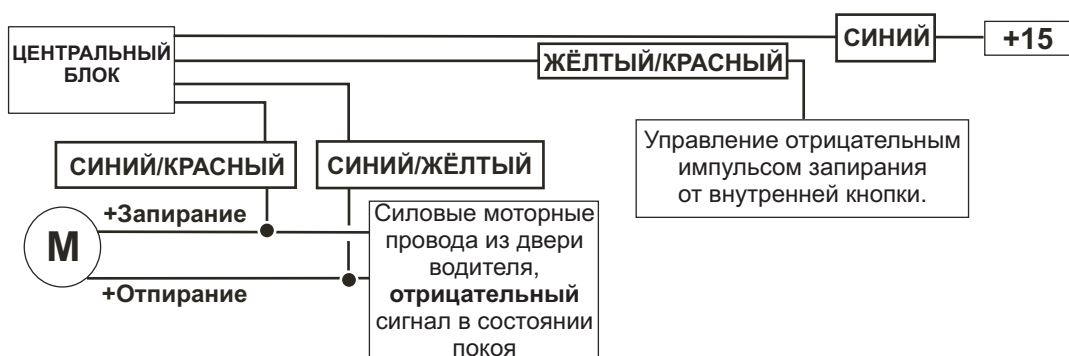 ЦЕНТРАЛЬНЫЙ
БЛОК
СИНИЙ
+15
ЖЁЛТЫЙ/КРАСНЫЙ
Управление отрицательным
импульсом запирания
от внутренней кнопки.
СИНИЙ/КРАСНЫЙ
СИНИЙ/ЖЁЛТЫЙ
+Запирание
М
+Отпирание
Силовые моторные
провода из двери
водителя,
отрицательный
сигнал в состоянии
покоя